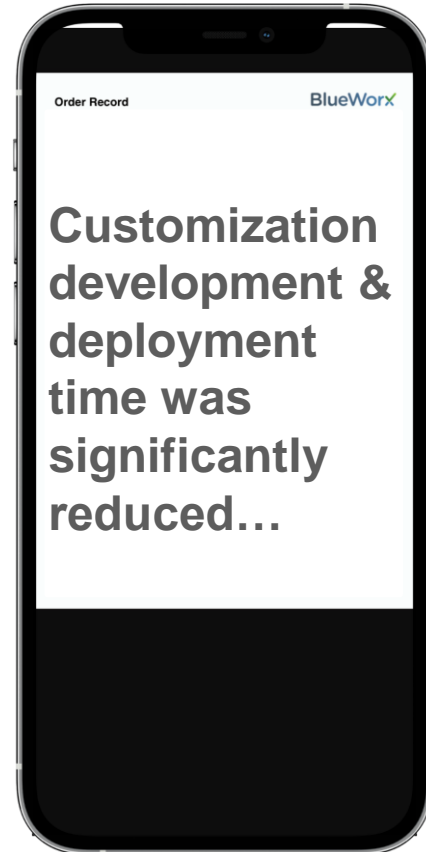 Order Record
BlueWorx
Customization
development &
deployment
time was
significantly
reduced…